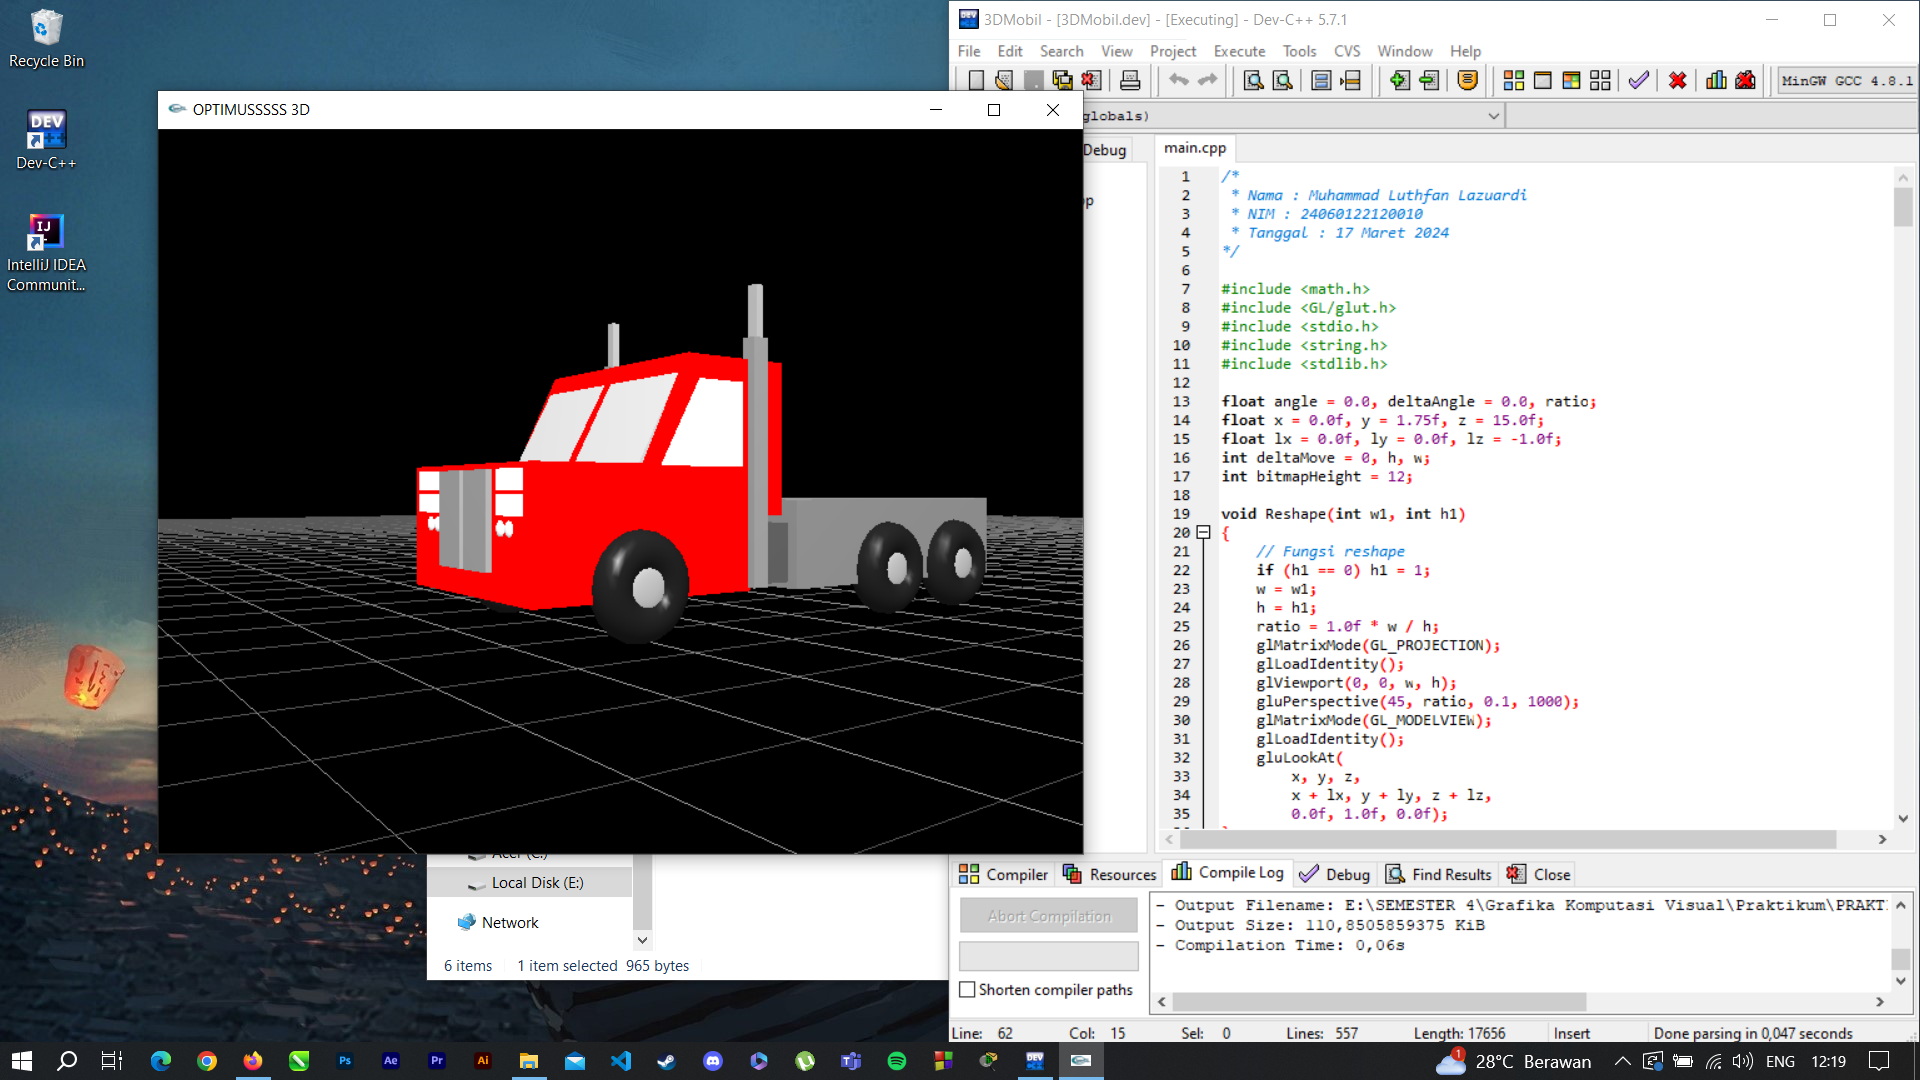 Recycle Bin
Dev-C++
IntelliJ IDEA
Communit...
OPTIMUSSSSS 3D
3DMobil - [3DMobil.dev] - [Executing] - Dev-C++ 5.7.1
File Edit Search View Project Execute Tools CVS Window Help
MinGW GCC 4.8.1
globals)
Debug
main.cpp
1 /*
2 * Nama : Muhammad Luthfan Lazuardi
3 * NIM : 24060122120010
4 * Tanggal : 17 Maret 2024
5 */
6
7 #include <math.h>
8 #include <GL/glut.h>
9 #include <stdio.h>
10 #include <string.h>
11 #include <stdlib.h>
12
13 float angle = 0.0, deltaAngle = 0.0, ratio;
14 float x = 0.0f, y = 1.75f, z = 15.0f;
15 float lx = 0.0f, ly = 0.0f, lz = -1.0f;
16 int deltaMove = 0, h, w;
17 int bitmapHeight = 12;
18
19 void Reshape(int w1, int h1)
20 {
21 // Fungsi reshape
22 if (h1 == 0) h1 = 1;
23 w = w1;
24 h = h1;
25 ratio = 1.0f * w / h;
26 glMatrixMode(GL_PROJECTION);
27 glLoadIdentity();
28 glViewport(0, 0, w, h);
29 gluPerspective(45, ratio, 0.1, 1000);
30 glMatrixMode(GL_MODELVIEW);
31 glLoadIdentity();
32 gluLookAt(
33 x, y, z,
34 x + lx, y + ly, z + lz,
35 0.0f, 1.0f, 0.0f);
Acer (C:)
Local Disk (E:)
Network
6 items 1 item selected 965 bytes
Compiler Resources Compile Log Debug Find Results Close
Abort Compilation
Shorten compiler paths
- Output Filename: E:\SEMESTER 4\Grafika Komputasi Visual\Praktikum\PRAKT
- Output Size: 110,8505859375 KiB
- Compilation Time: 0,06s
Line: 62 Col: 15 Sel: 0 Lines: 557 Length: 17656 Insert Done parsing in 0,047 seconds
28°C Berawan ENG 12:19